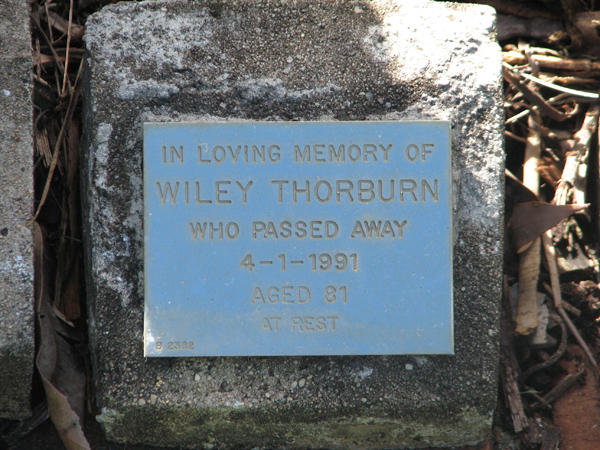 IN LOVING MEMORY OF
WILEY THORBURN
WHO PASSED AWAY
4-1-1991
AGED 81
AT REST
B 2382